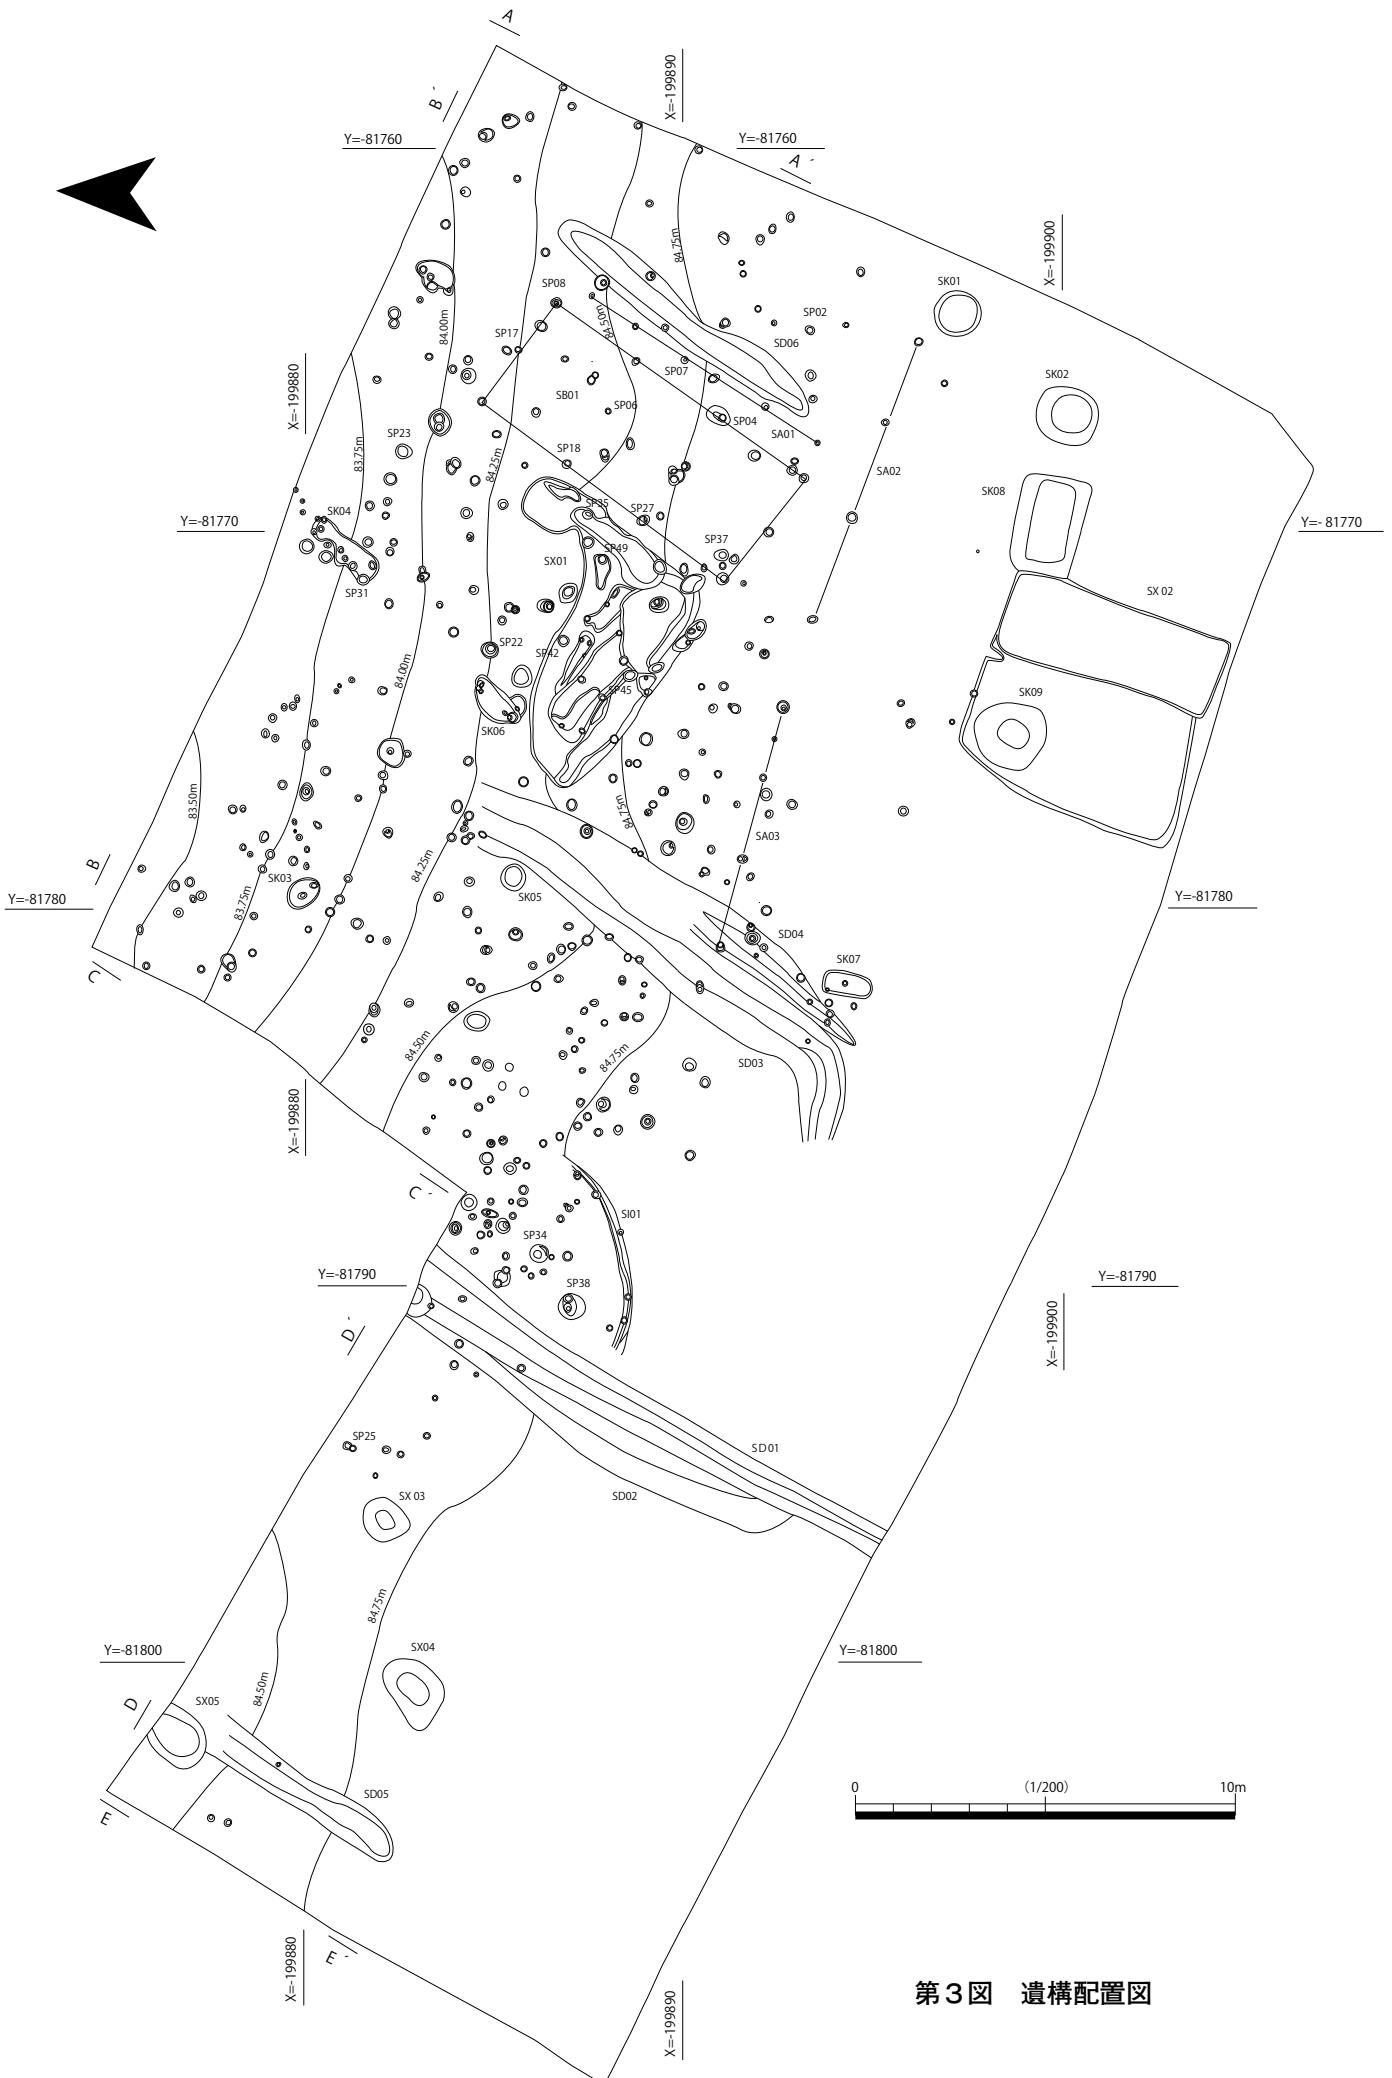 A
X=-199890
B´
Y=-81760
Y=-81760
A´
X=-199900
84.75m
SK01
SP08
84.50m
SP02
84.00m
SP17
SD06
X=-199880
SP07
SK02
SB01
SP06
SP04
SA01
SP23
83.75m
SP18
84.25m
SA02
SK08
SP35
SP27
SK04
Y=-81770
Y=-81770
SP37
SP49
SX01
SP31
SX 02
SP22
SP42
84.00m
SP45
SK09
SK06
83.50m
84.75m
SA03
B
84.25m
SK03
SK05
Y=-81780
Y=-81780
83.75m
SD04
SK07
C
84.50m
84.75m
SD03
X=-199880
C´
SI01
SP34
Y=-81790
Y=-81790
SP38
D´
X=-199900
SP25
SD01
SX 03
SD02
84.75m
SX04
Y=-81800
Y=-81800
84.50m
D
SX05
SD05
0
（1/200）
10m
E
X=-199880
E´
X=-199890
第３図　遺構配置図